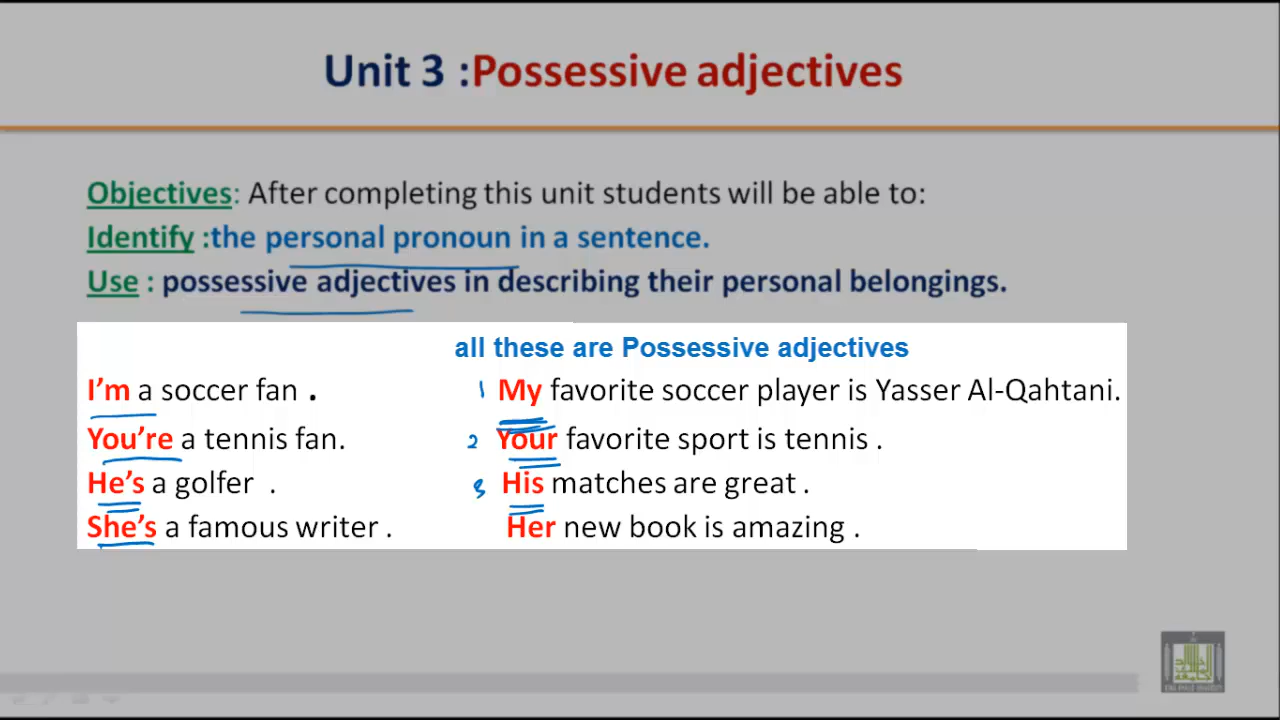 Unit 3 :Possessive adjectives
Objectives: After completing this unit students will be able to:
Identify :the personal pronoun in a sentence.
Use : possessive adjectives in describing their personal belongings.
all these are Possessive adjectives
I'm a soccer fan .
1 My favorite soccer player is Yasser Al-Qahtani.
You're a tennis fan.
2 Your favorite sport is tennis .
He's a golfer .
3 His matches are great .
She's a famous writer .
Her new book is amazing .